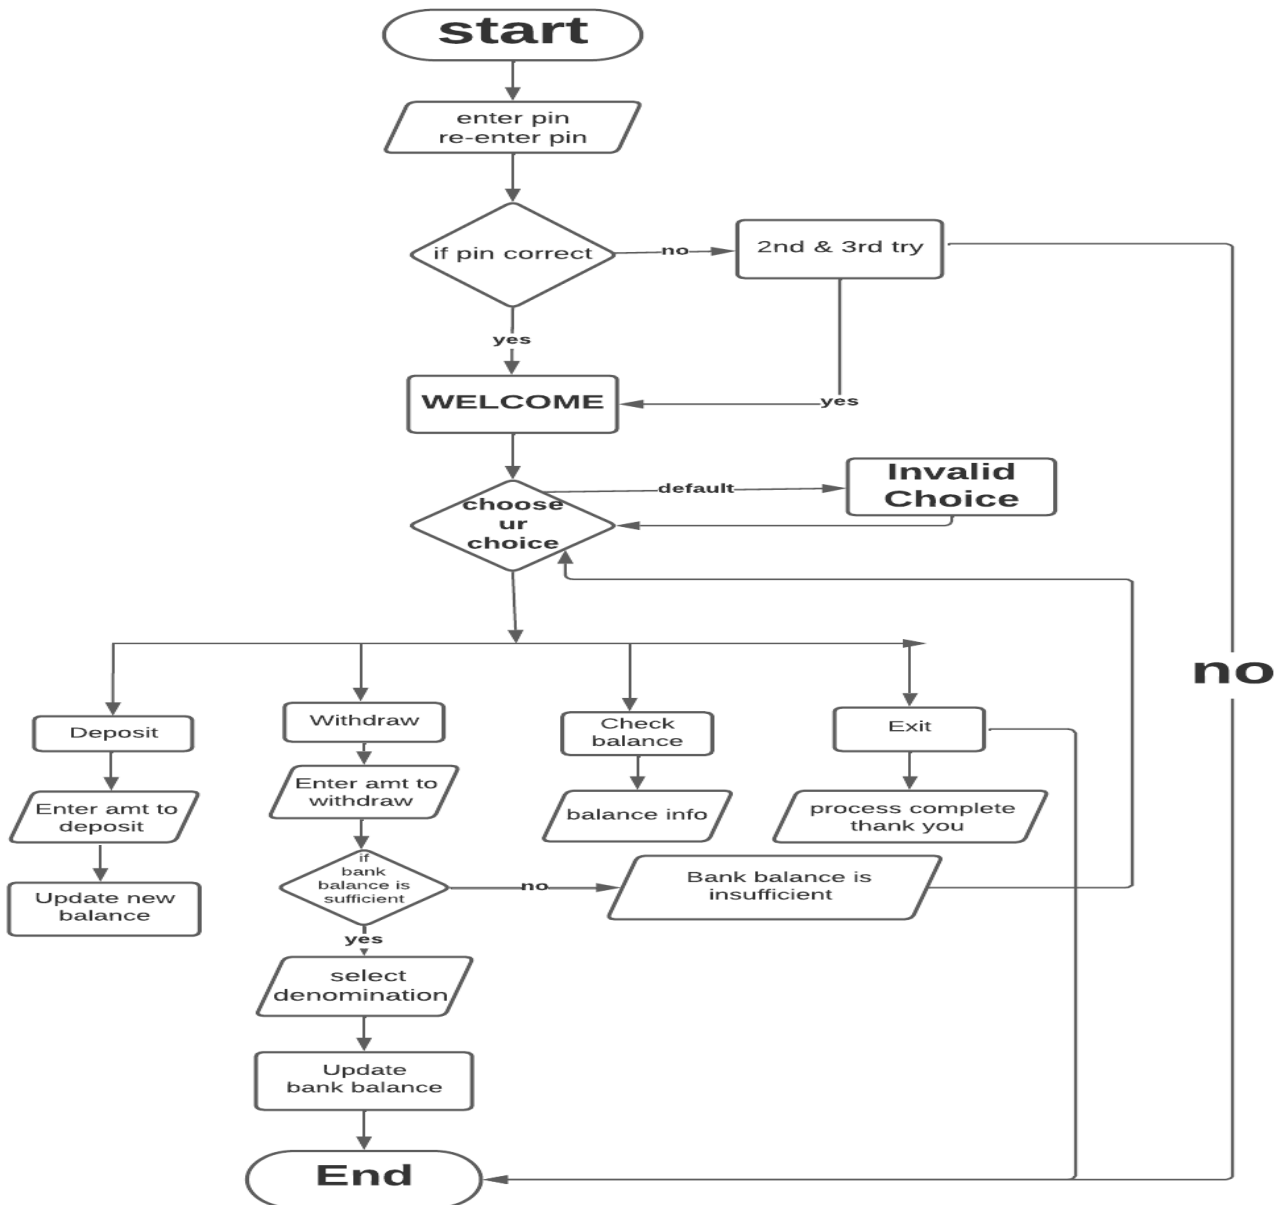 start
enter pin
re-enter pin
if pin correct
no
2nd & 3rd try
yes
WELCOME
yes
choose
ur
choice
default
Invalid
Choice
no
Deposit
Withdraw
Check
balance
Exit
Enter amt to
deposit
Enter amt to
withdraw
balance info
process complete
thank you
Update new
balance
if
bank
balance is
sufficient
no
Bank balance is
insufficient
yes
select
denomination
Update
bank balance
End